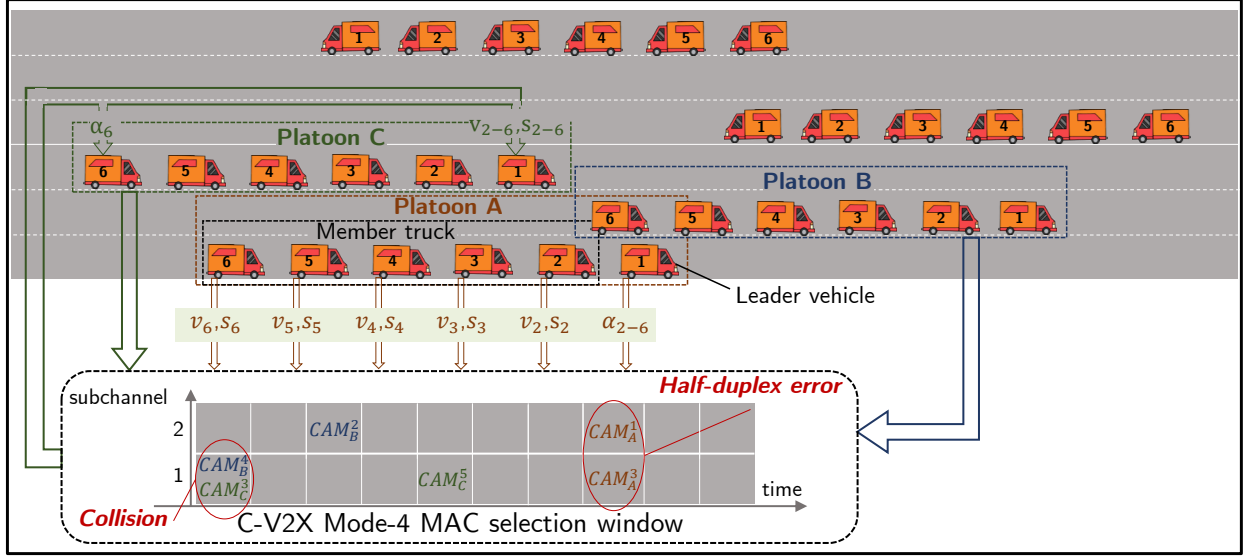 1 2 3 4 5 6
1 2 3 4 5 6
α₆ Platoon C v₂₋₆,s₂₋₆
6 5 4 3 2 1
Platoon B
Platoon A
6 5 4 3 2 1
Member truck
6 5 4 3 2 1
Leader vehicle
v₆,s₆ v₅,s₅ v₄,s₄ v₃,s₃ v₂,s₂ α₂₋₆
Half-duplex error
subchannel
2 CAM_B^2 CAM_A^1
1 CAM_B^4 CAM_C^3 CAM_C^5 CAM_A^3
time
Collision
C-V2X Mode-4 MAC selection window